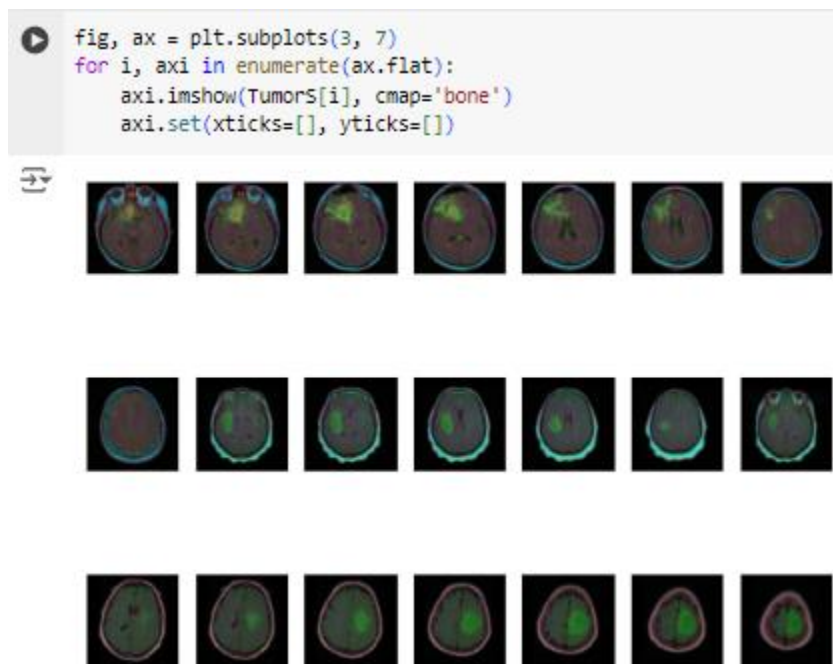 fig, ax = plt.subplots(3, 7)
for i, axi in enumerate(ax.flat):
    axi.imshow(TumorS[i], cmap='bone')
    axi.set(xticks=[], yticks=[])